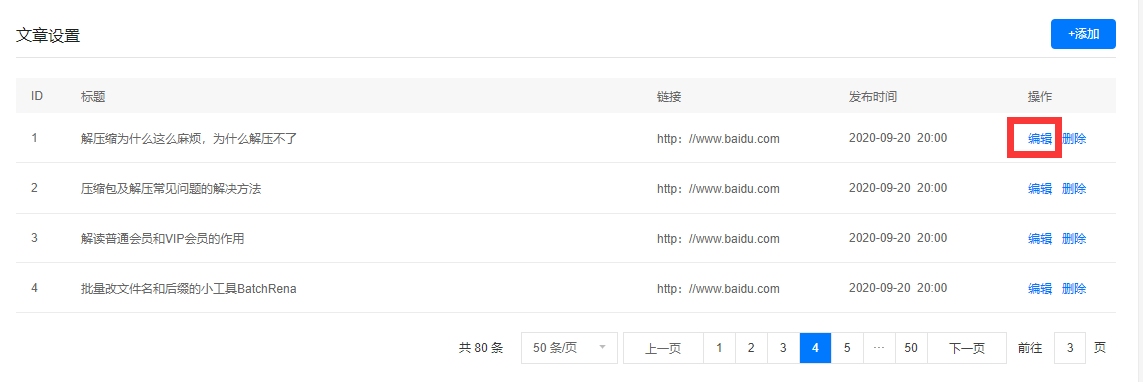 文章设置
+添加
ID 标题 链接 发布时间 操作
1 解压缩为什么这么麻烦，为什么解压不了 http：//www.baidu.com 2020-09-20 20:00 编辑 删除
2 压缩包及解压常见问题的解决方法 http：//www.baidu.com 2020-09-20 20:00 编辑 删除
3 解读普通会员和VIP会员的作用 http：//www.baidu.com 2020-09-20 20:00 编辑 删除
4 批量改文件名和后缀的小工具BatchRena http：//www.baidu.com 2020-09-20 20:00 编辑 删除
共 80 条 50 条/页 上一页 1 2 3 4 5 ··· 50 下一页 前往 3 页